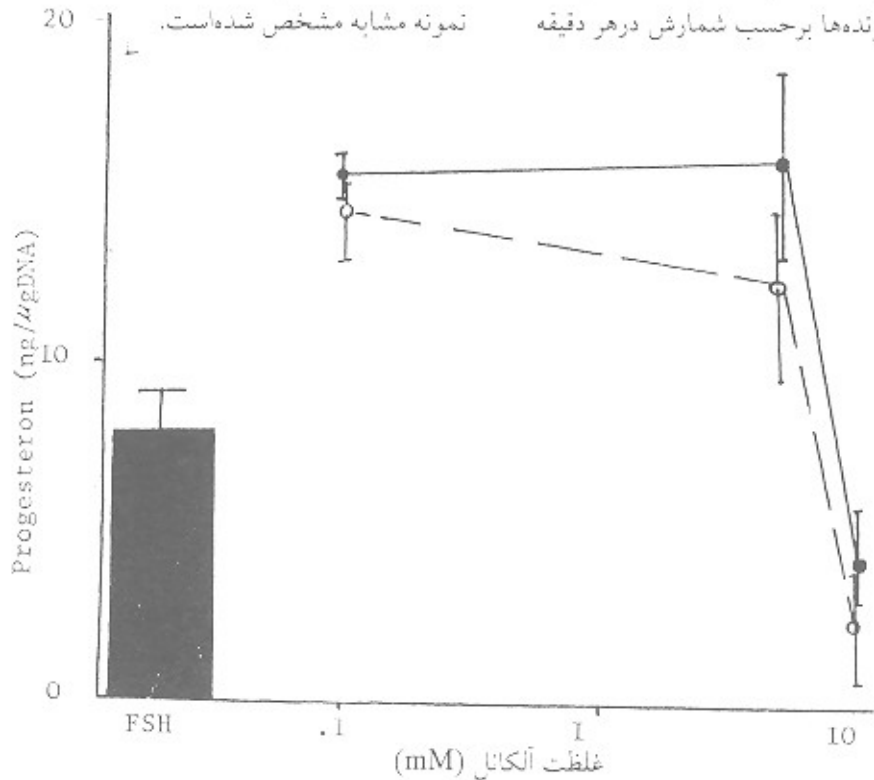 20
نمونه مشابه مشخص شده‌است.
برحسب شمارش درهر دقیقه
Progesteron (ng/μgDNA)
10
0
FSH
.1
1
10
غلظت آلکانل (mM)